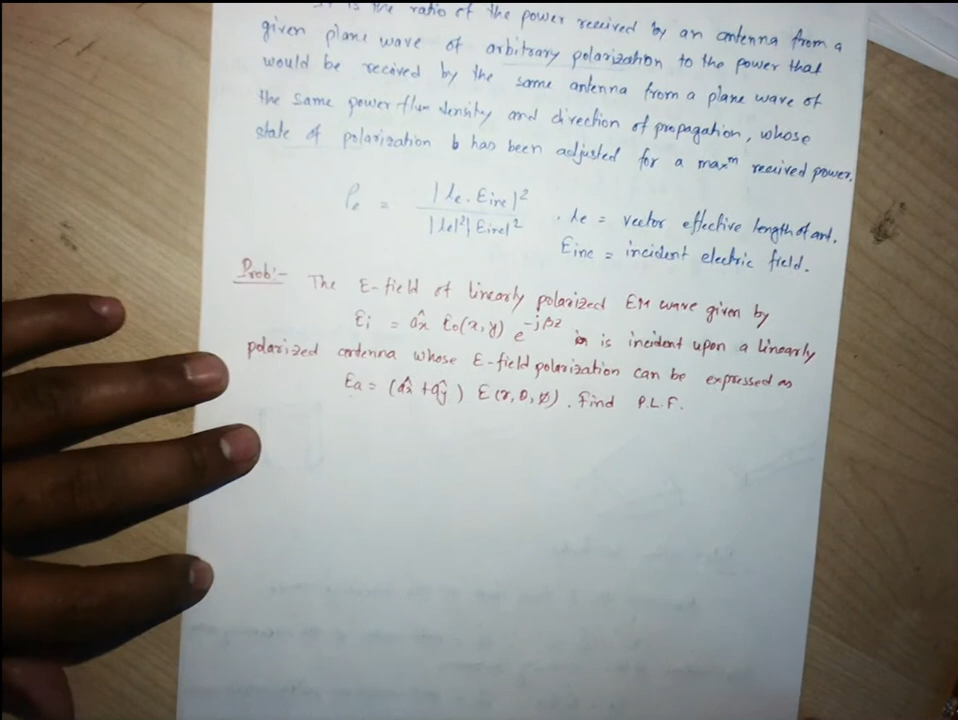 It is the ratio of the power received by an antenna from a
given plane wave of arbitrary polarization to the power that
would be recived by the same antenna from a plane wave of
the same power flux density and direction of propagation, whose
state of polarization b has been adjusted for a maxᵐ received power.
Pe = |le . Einc|² / |le|²|Einc|² , le = vector effective length of ant.
Einc = incident electric field.
Prob:- The E-field of linearly polarized EM wave given by
Ei = âx E0(x,y) e^-jβz is incident upon a linearly
polarized antenna whose E-field polarization can be expressed as
Ea = (âx + ây) E(r,θ,φ). Find P.L.F.